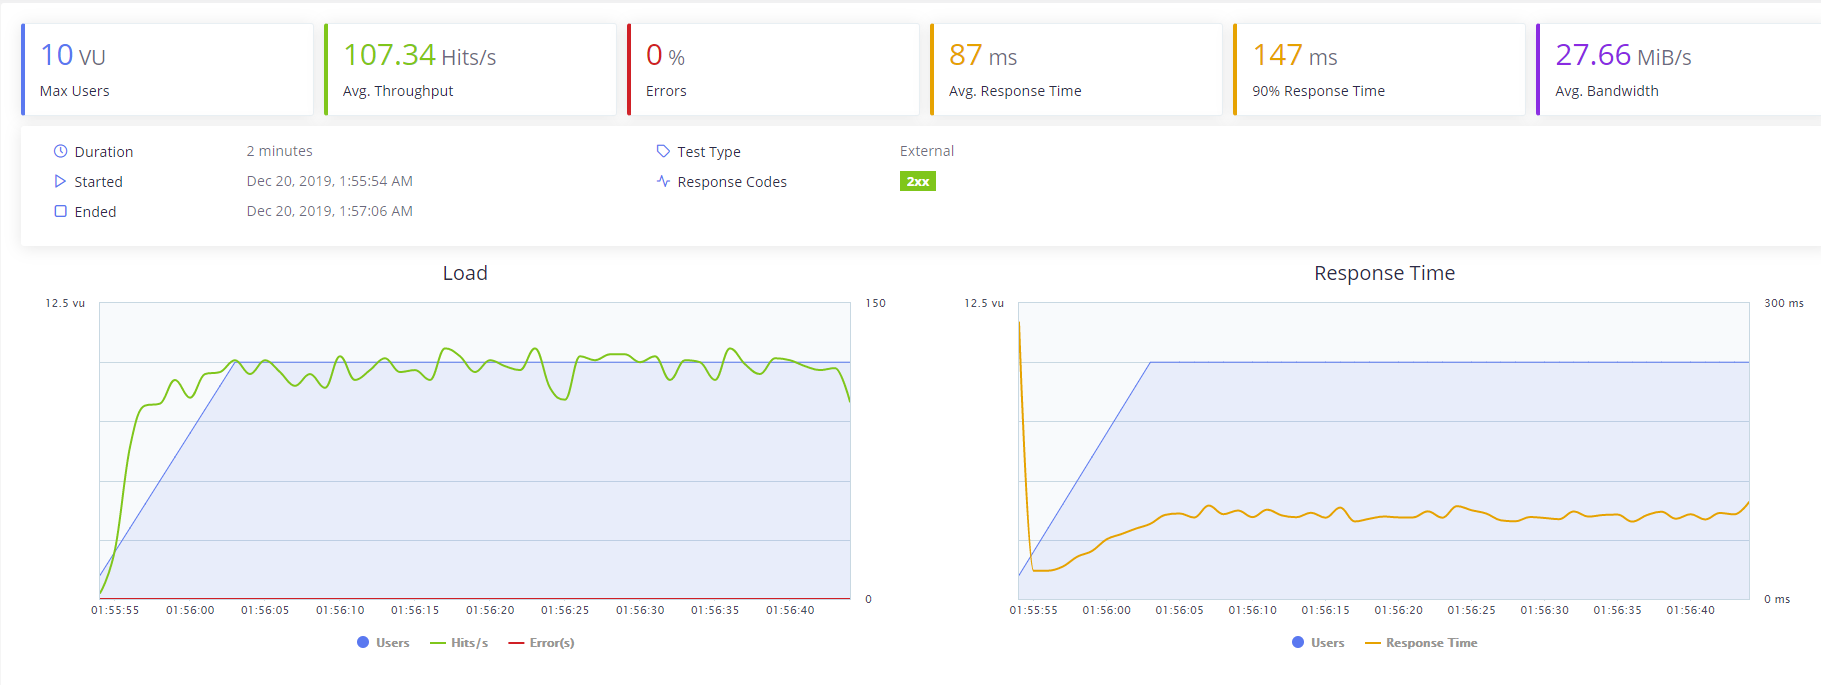 10 VU
Max Users
107.34 Hits/s
Avg. Throughput
0 %
Errors
87 ms
Avg. Response Time
147 ms
90% Response Time
27.66 MiB/s
Avg. Bandwidth
Duration 2 minutes
Test Type External
Started Dec 20, 2019, 1:55:54 AM
Response Codes 2xx
Ended Dec 20, 2019, 1:57:06 AM
Load
12.5 vu 150
0
01:55:55 01:56:00 01:56:05 01:56:10 01:56:15 01:56:20 01:56:25 01:56:30 01:56:35 01:56:40
Users Hits/s Error(s)
Response Time
12.5 vu 300 ms
0 ms
01:55:55 01:56:00 01:56:05 01:56:10 01:56:15 01:56:20 01:56:25 01:56:30 01:56:35 01:56:40
Users Response Time